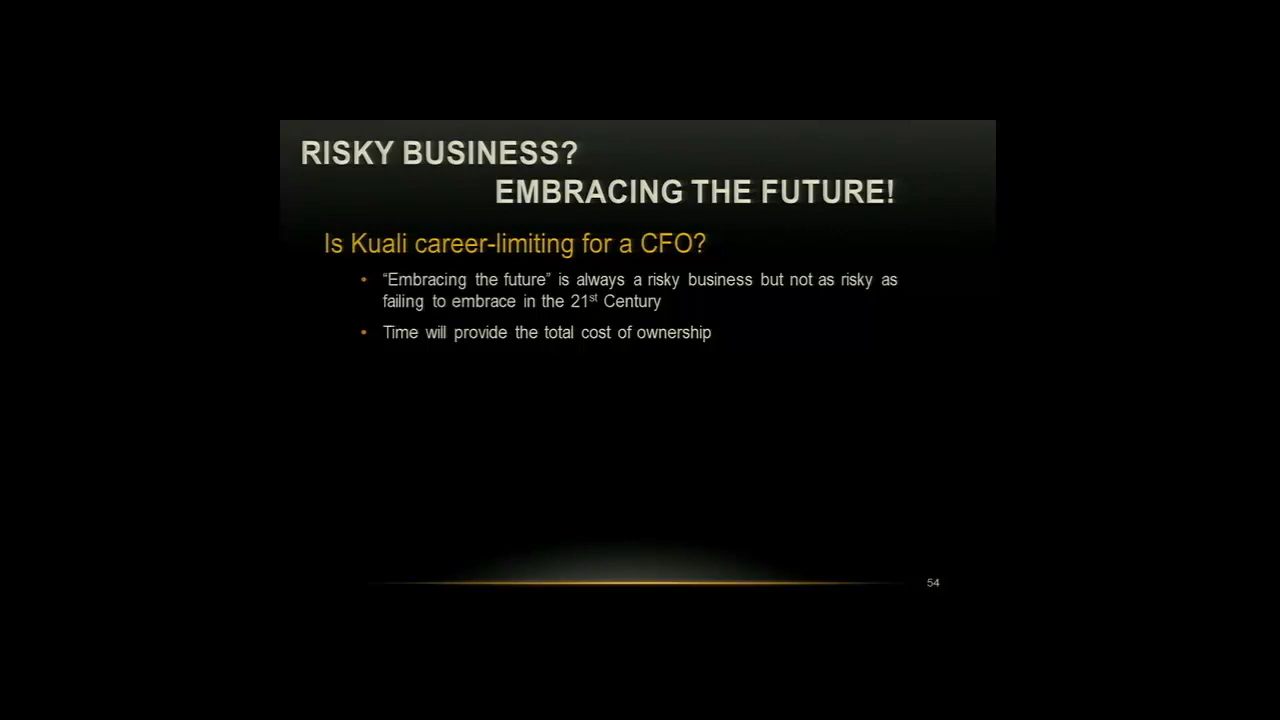 RISKY BUSINESS?
EMBRACING THE FUTURE!
Is Kuali career-limiting for a CFO?
• “Embracing the future” is always a risky business but not as risky as
failing to embrace in the 21st Century
• Time will provide the total cost of ownership
54